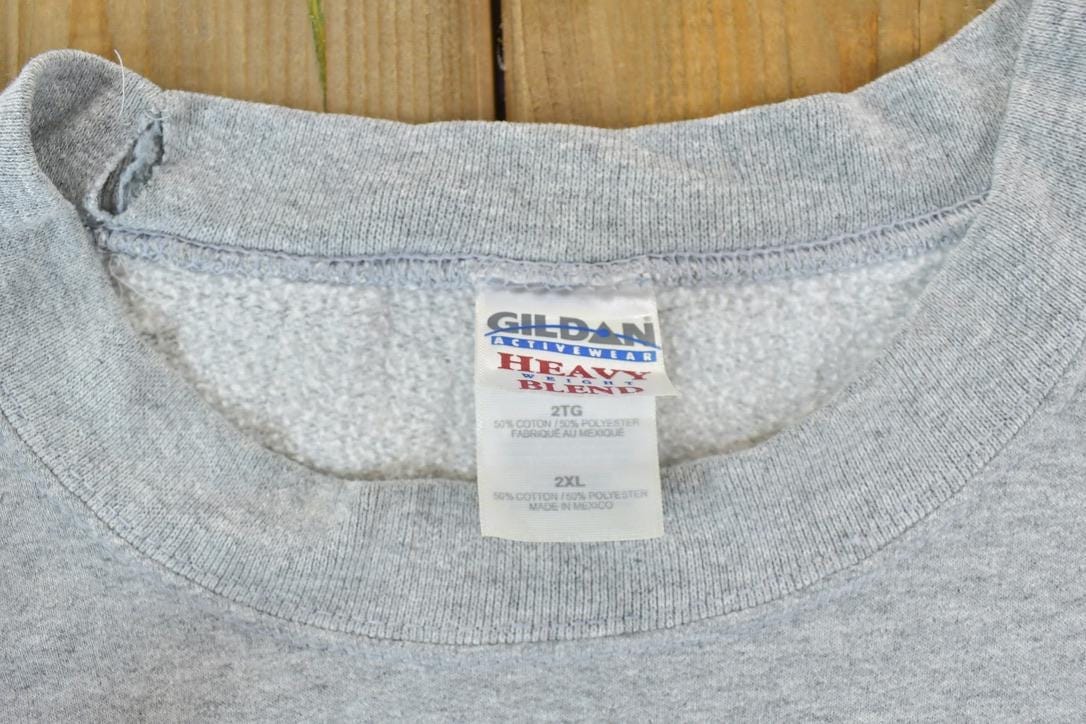 GILDAN
ACTIVEWEAR
HEAVY
WEIGHT
BLEND
2TG
50% COTON / 50% POLYESTER
FABRIQUÉ AU MEXIQUE
2XL
50% COTTON / 50% POLYESTER
MADE IN MEXICO